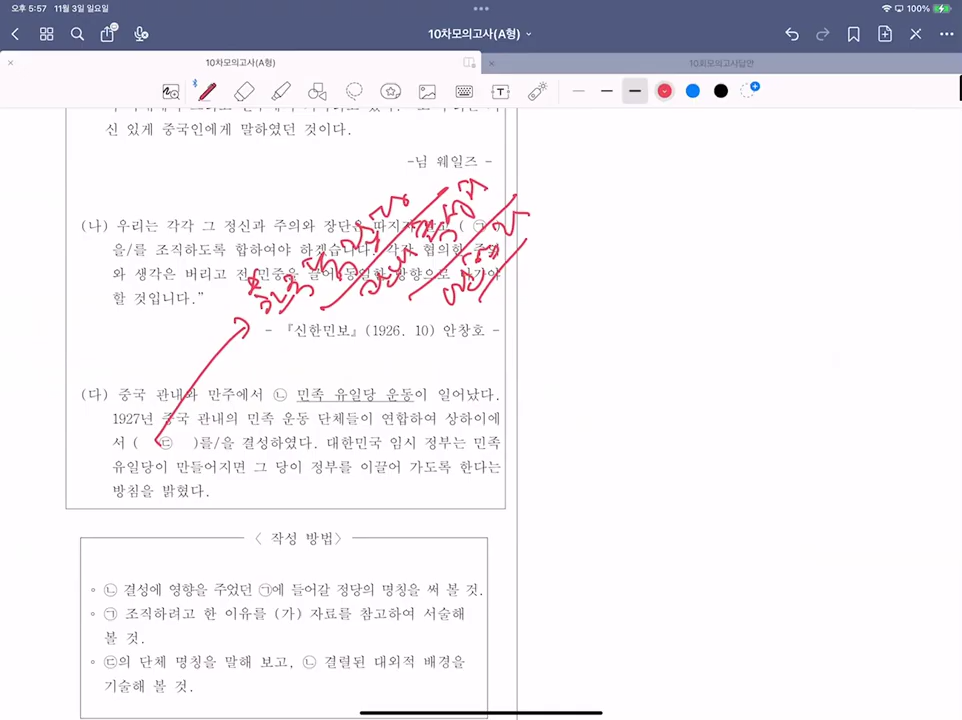 오후 5:57 11월 3일 일요일
100%
10차모의고사(A형)
10차모의고사(A형)
10회모의고사답안
신 있게 중국인에게 말하였던 것이다.
-님 웨일즈 -
(나) 우리는 각각 그 정신과 주의와 장단은 따지지 말고 ( ㉠ )
을/를 조직하도록 합하여야 하겠습니다. 각각 협의한 주의
와 생각은 버리고 전 민중을 끌어 동일한 방향으로 나가야
할 것입니다.”
- 『신한민보』(1926. 10) 안창호 -
(다) 중국 관내와 만주에서 ㉡ 민족 유일당 운동이 일어났다.
1927년 중국 관내의 민족 운동 단체들이 연합하여 상하이에
서 ( ㉢ )를/을 결성하였다. 대한민국 임시 정부는 민족
유일당이 만들어지면 그 당이 정부를 이끌어 가도록 한다는
방침을 밝혔다.
〈 작성 방법〉
◦ ㉡ 결성에 영향을 주었던 ㉠에 들어갈 정당의 명칭을 써 볼 것.
◦ ㉠ 조직하려고 한 이유를 (가) 자료를 참고하여 서술해
볼 것.
◦ ㉢의 단체 명칭을 말해 보고, ㉡ 결렬된 대외적 배경을
기술해 볼 것.